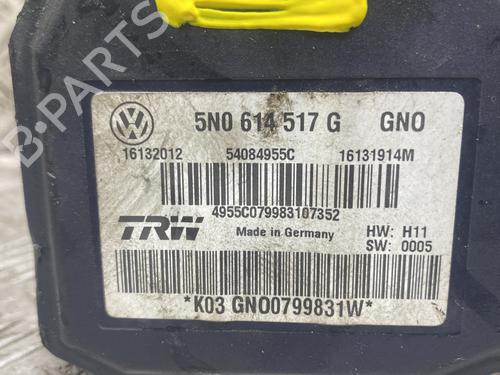 5N0 614 517 G GNO
16132012 54084955C 16131914M
4955C079983107352
TRW Made in Germany HW: H11
SW: 0005
*K03 GNO0799831W*
B-Parts